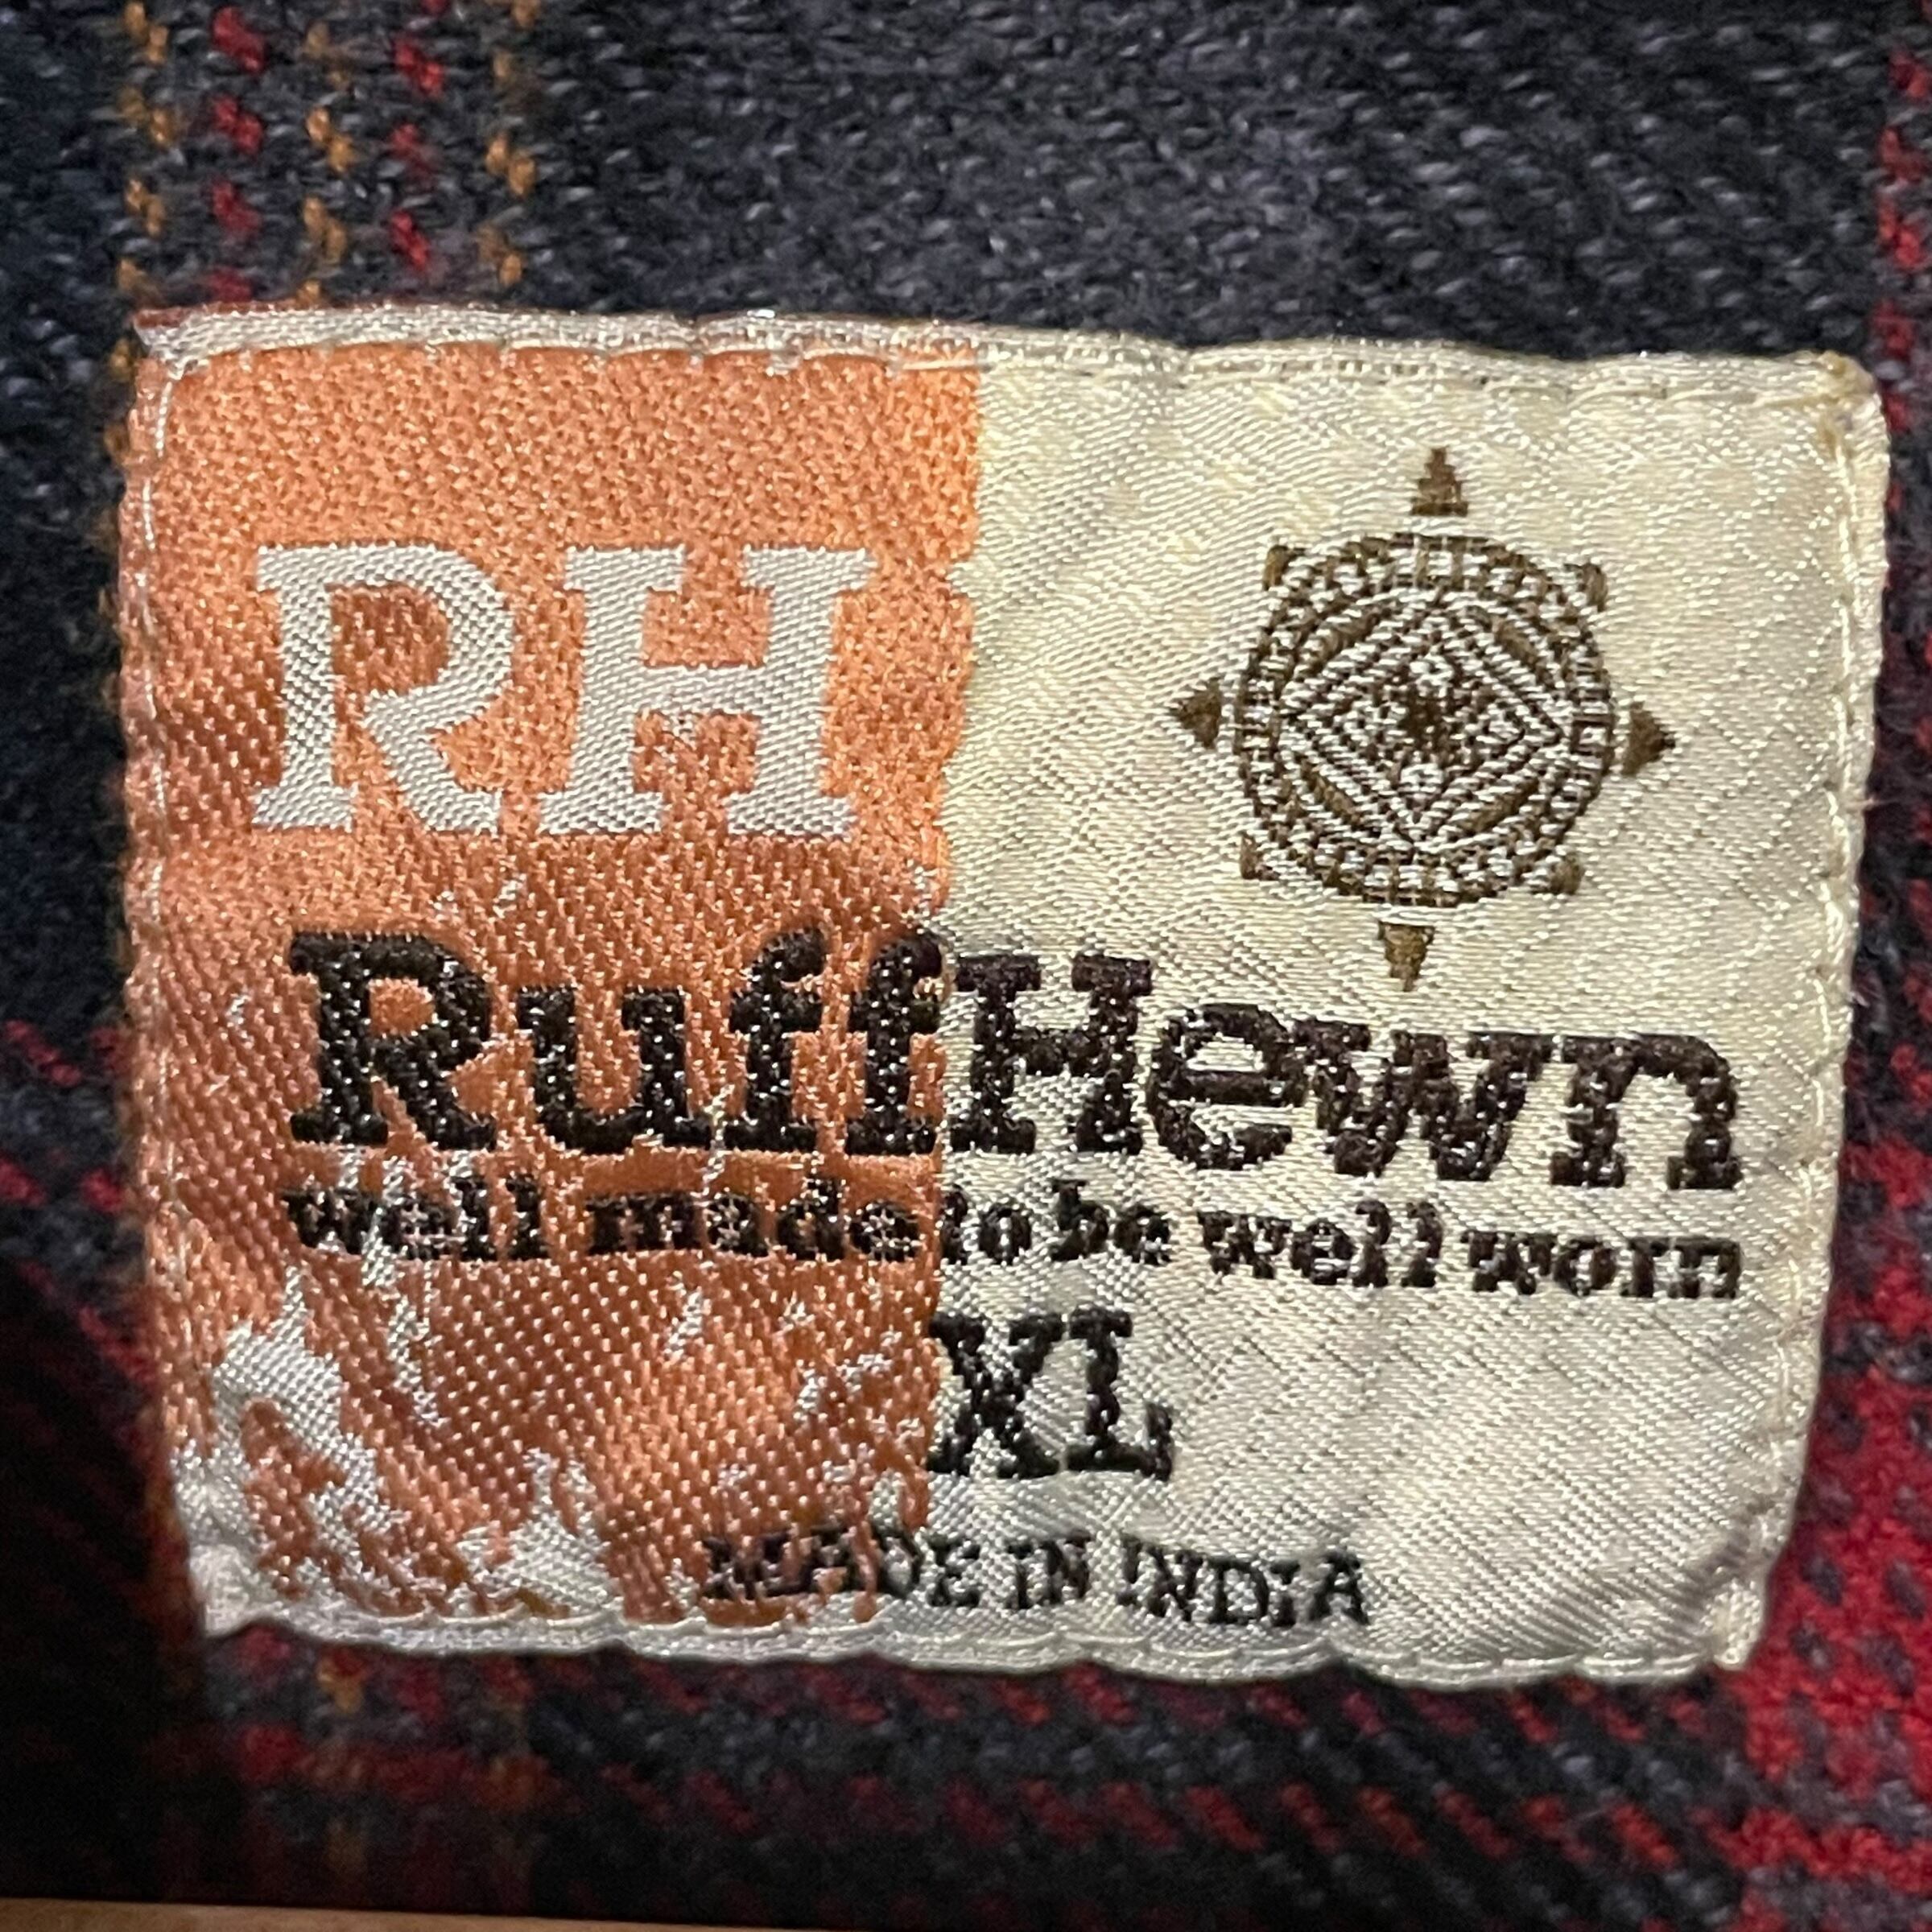 RH
RuffHewn
well made to be well worn
XL
MADE IN INDIA